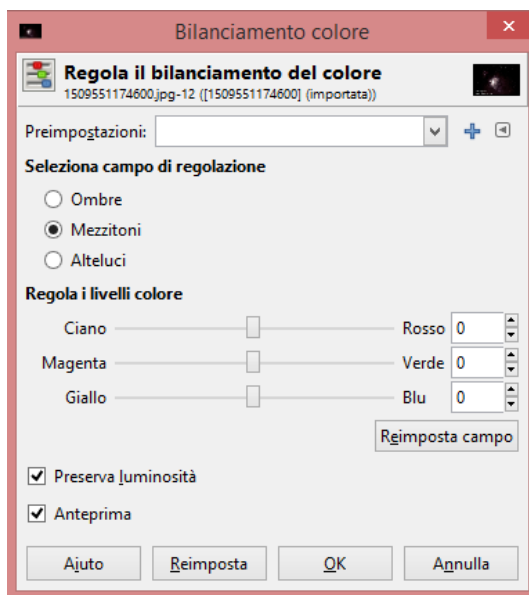 Bilanciamento colore
Regola il bilanciamento del colore
1509551174600.jpg-12 ([1509551174600] (importata))
Preimpostazioni:
Seleziona campo di regolazione
Ombre
Mezzitoni
Alteluci
Regola i livelli colore
Ciano Rosso 0
Magenta Verde 0
Giallo Blu 0
Reimposta campo
Preserva luminosità
Anteprima
Aiuto Reimposta OK Annulla